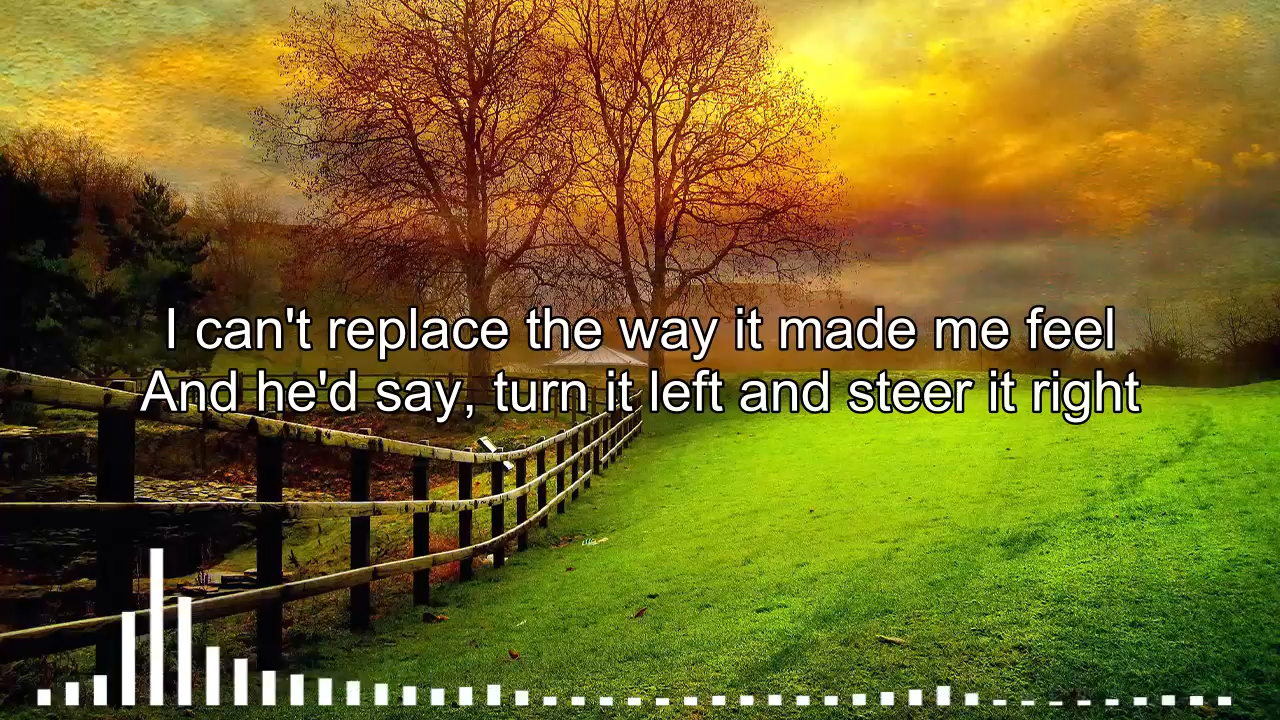 I can't replace the way it made me feel
And he'd say, turn it left and steer it right